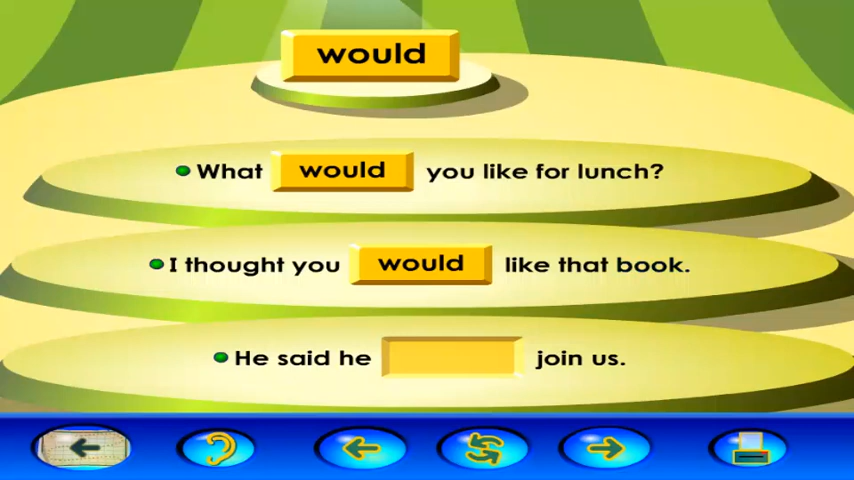 would
What would you like for lunch?
I thought you would like that book.
He said he join us.